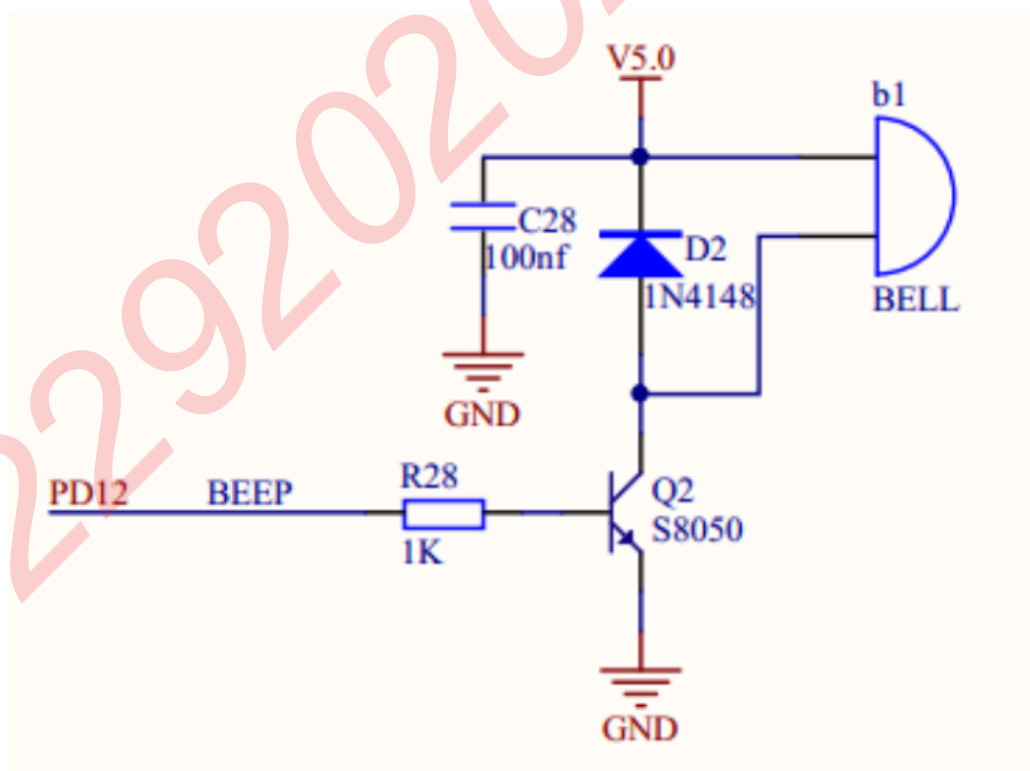 V5.0
b1
C28
100nf
D2
1N4148
BELL
GND
PD12
BEEP
R28
1K
Q2
S8050
GND